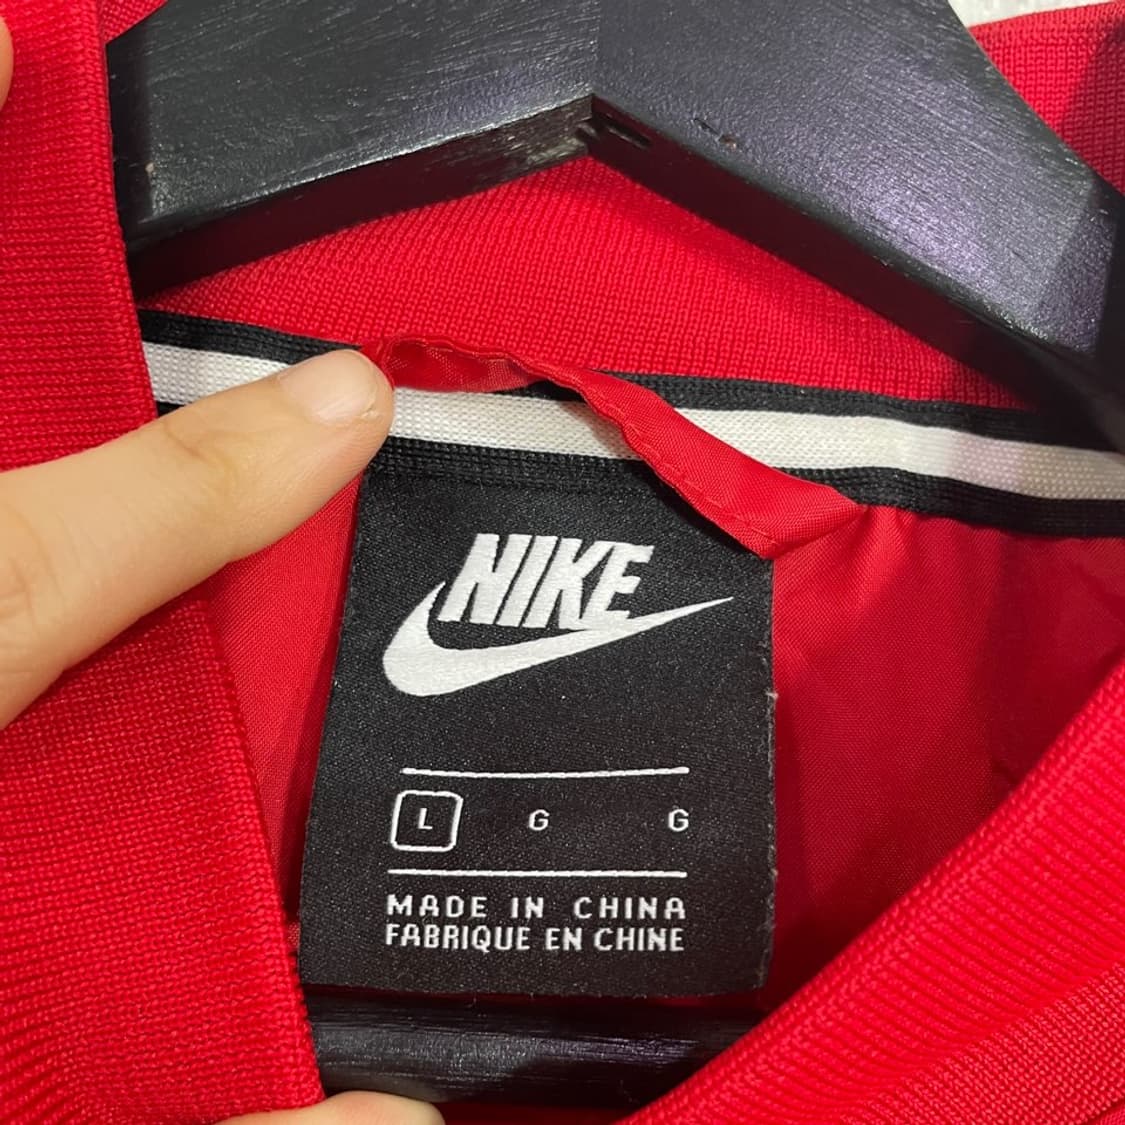 NIKE
L G G
MADE IN CHINA
FABRIQUE EN CHINE